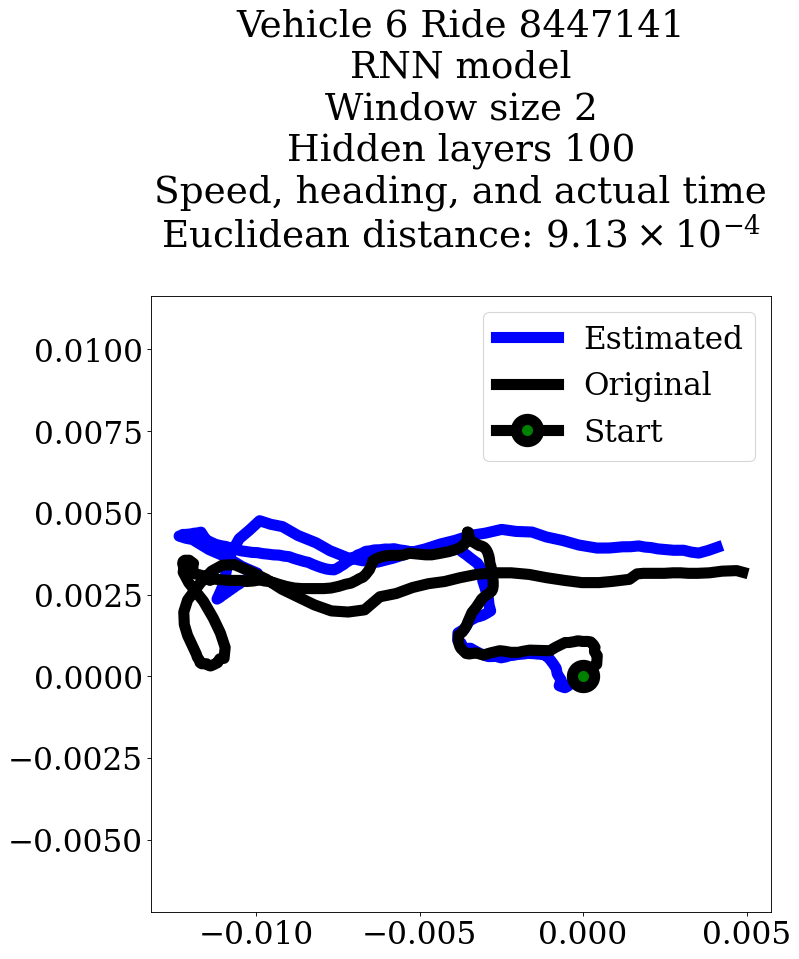 Vehicle 6 Ride 8447141
RNN model
Window size 2
Hidden layers 100
Speed, heading, and actual time
Euclidean distance: 9.13 × 10⁻⁴
Estimated
Original
Start
0.0100
0.0075
0.0050
0.0025
0.0000
−0.0025
−0.0050
−0.010 −0.005 0.000 0.005